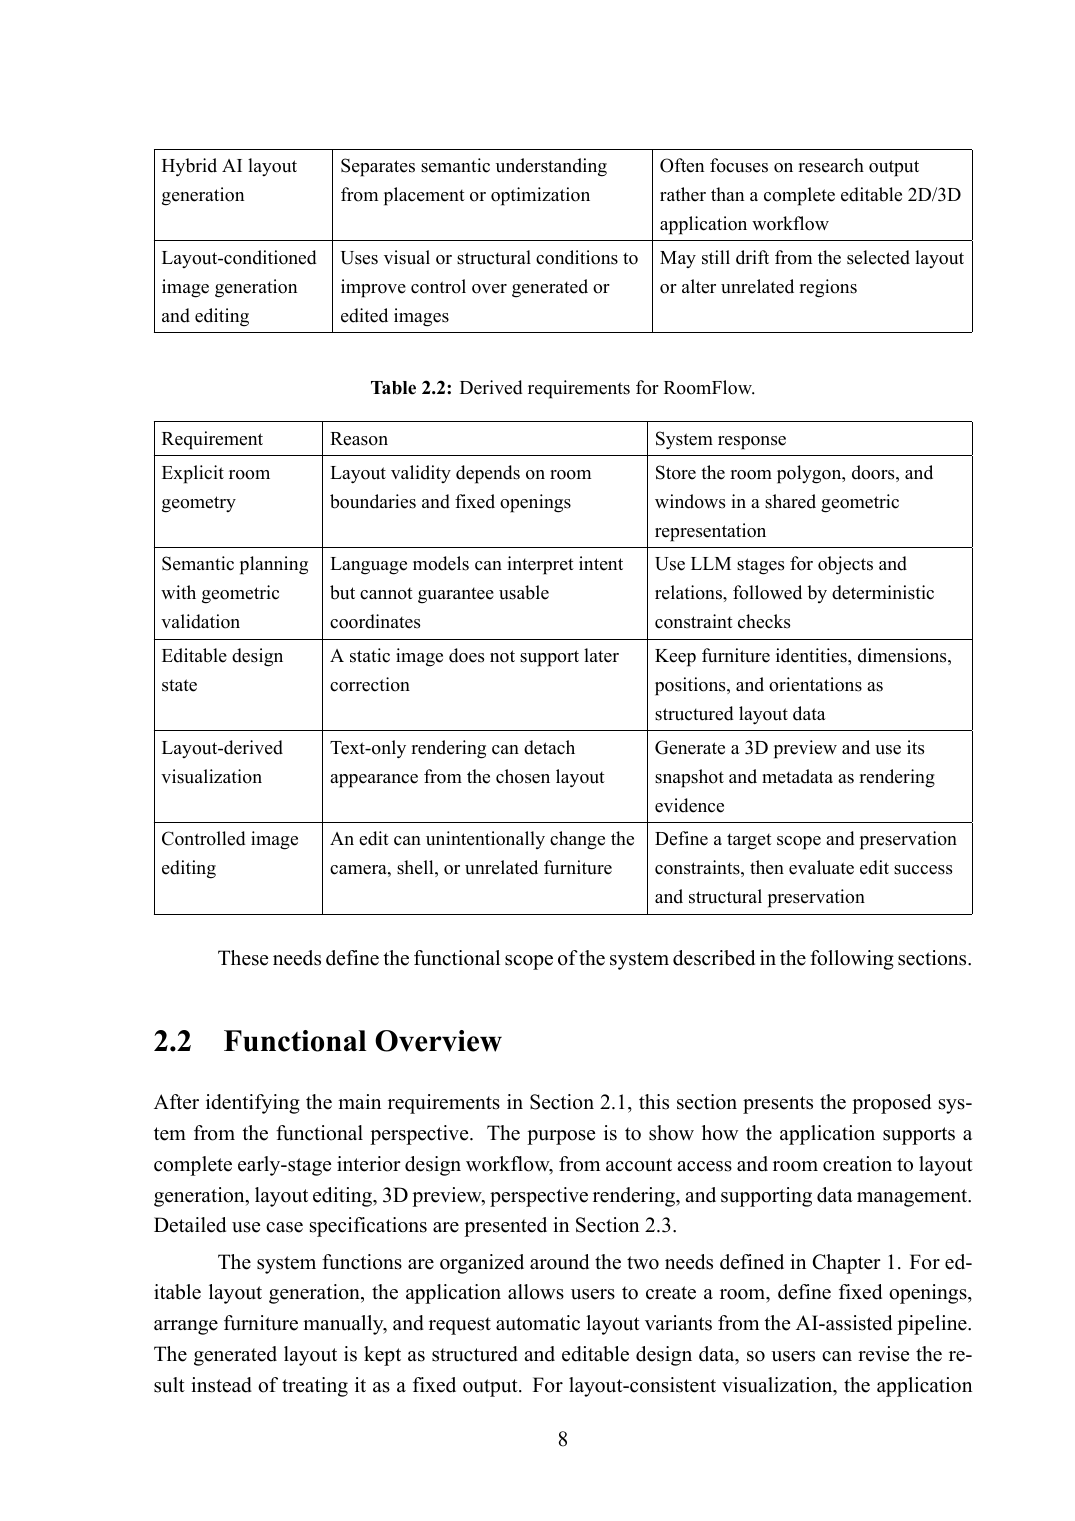 Hybrid AI layout generation
Separates semantic understanding from placement or optimization
Often focuses on research output rather than a complete editable 2D/3D application workflow
Layout-conditioned image generation and editing
Uses visual or structural conditions to improve control over generated or edited images
May still drift from the selected layout or alter unrelated regions
Table 2.2: Derived requirements for RoomFlow.
Requirement
Reason
System response
Explicit room geometry
Layout validity depends on room boundaries and fixed openings
Store the room polygon, doors, and windows in a shared geometric representation
Semantic planning with geometric validation
Language models can interpret intent but cannot guarantee usable coordinates
Use LLM stages for objects and relations, followed by deterministic constraint checks
Editable design state
A static image does not support later correction
Keep furniture identities, dimensions, positions, and orientations as structured layout data
Layout-derived visualization
Text-only rendering can detach appearance from the chosen layout
Generate a 3D preview and use its snapshot and metadata as rendering evidence
Controlled image editing
An edit can unintentionally change the camera, shell, or unrelated furniture
Define a target scope and preservation constraints, then evaluate edit success and structural preservation
These needs define the functional scope of the system described in the following sections.
2.2 Functional Overview
After identifying the main requirements in Section 2.1, this section presents the proposed sys-
tem from the functional perspective. The purpose is to show how the application supports a
complete early-stage interior design workflow, from account access and room creation to layout
generation, layout editing, 3D preview, perspective rendering, and supporting data management.
Detailed use case specifications are presented in Section 2.3.
The system functions are organized around the two needs defined in Chapter 1. For ed-
itable layout generation, the application allows users to create a room, define fixed openings,
arrange furniture manually, and request automatic layout variants from the AI-assisted pipeline.
The generated layout is kept as structured and editable design data, so users can revise the re-
sult instead of treating it as a fixed output. For layout-consistent visualization, the application
8